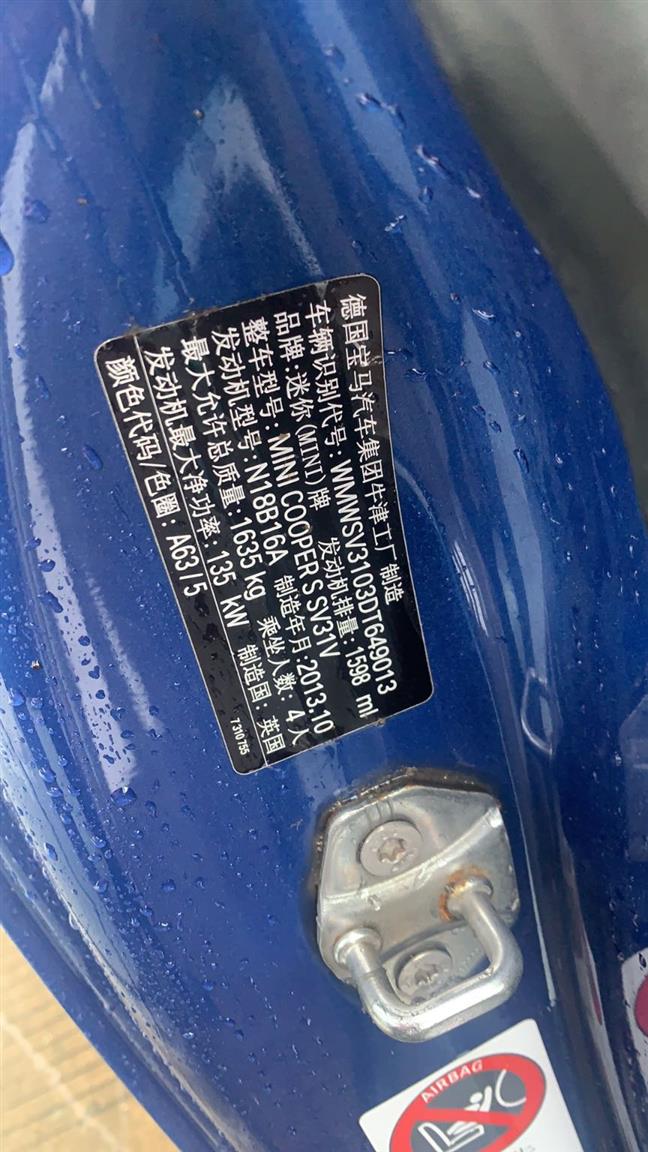 德国宝马汽车集团牛津工厂制造
车辆识别代号: WMWSV3103DT649013
品牌: 迷你(MINI)牌 发动机排量: 1598 ml
整车型号: MINI COOPER S SV31V
发动机型号: N18B16A 制造年月: 2013.10
最大允许总质量: 1635 kg 乘坐人数: 4人
发动机最大净功率: 135 kW 制造国: 英国
颜色代码/色圈: A63/5
7310755
AIRBAG